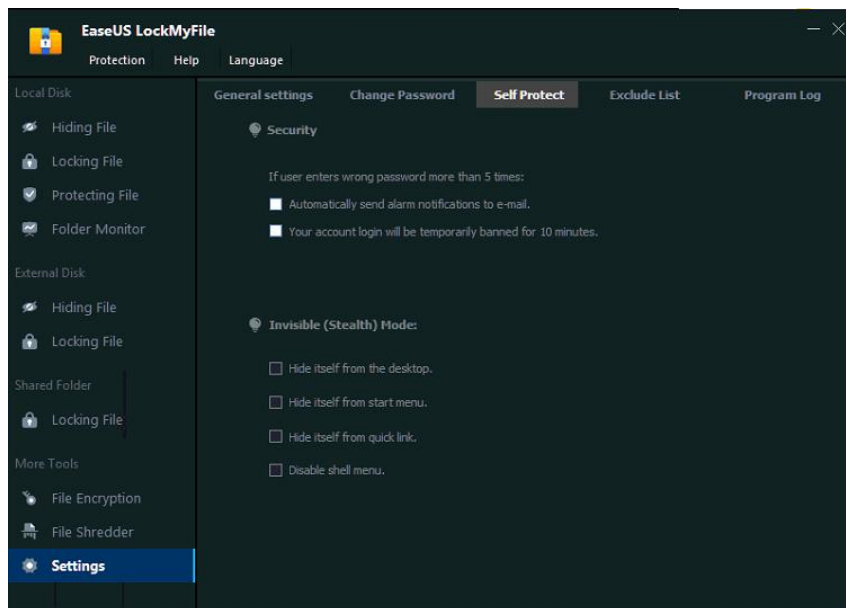 EaseUS LockMyFile
Protection Help Language
Local Disk
Hiding File
Locking File
Protecting File
Folder Monitor
External Disk
Hiding File
Locking File
Shared Folder
Locking File
More Tools
File Encryption
File Shredder
Settings
General settings Change Password Self Protect Exclude List Program Log
Security
If user enters wrong password more than 5 times:
Automatically send alarm notifications to e-mail.
Your account login will be temporarily banned for 10 minutes.
Invisible (Stealth) Mode:
Hide itself from the desktop.
Hide itself from start menu.
Hide itself from quick link.
Disable shell menu.